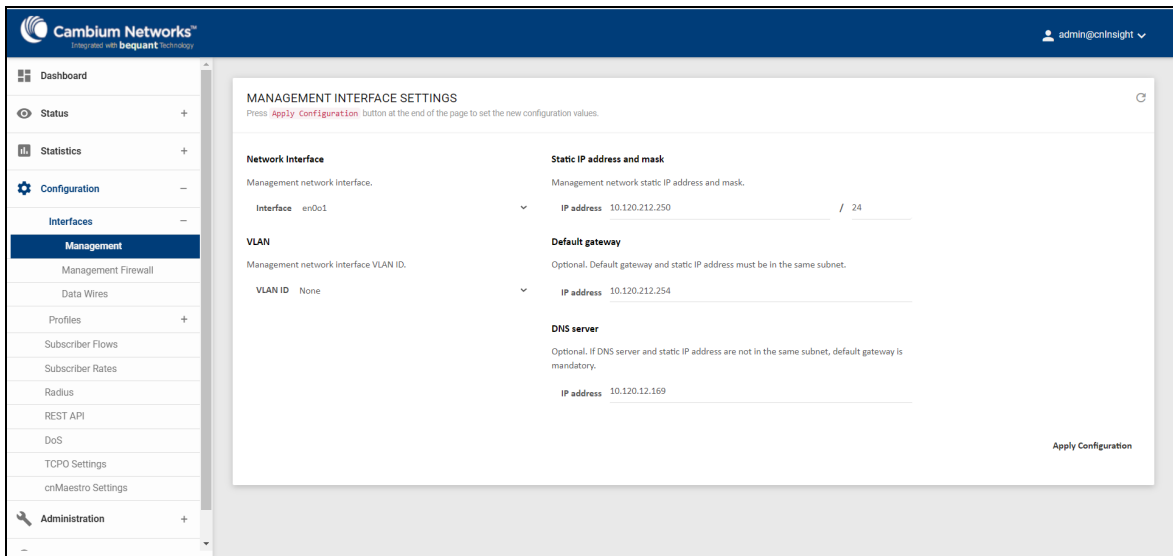 Cambium Networks™
Integrated with bequant Technology
admin@cnInsight
Dashboard
Status +
Statistics +
Configuration −
Interfaces −
Management
Management Firewall
Data Wires
Profiles +
Subscriber Flows
Subscriber Rates
Radius
REST API
DoS
TCPO Settings
cnMaestro Settings
Administration +
MANAGEMENT INTERFACE SETTINGS
Press Apply Configuration button at the end of the page to set the new configuration values.
Network Interface
Management network interface.
Interface en0o1
VLAN
Management network interface VLAN ID.
VLAN ID None
Static IP address and mask
Management network static IP address and mask.
IP address 10.120.212.250 / 24
Default gateway
Optional. Default gateway and static IP address must be in the same subnet.
IP address 10.120.212.254
DNS server
Optional. If DNS server and static IP address are not in the same subnet, default gateway is
mandatory.
IP address 10.120.12.169
Apply Configuration